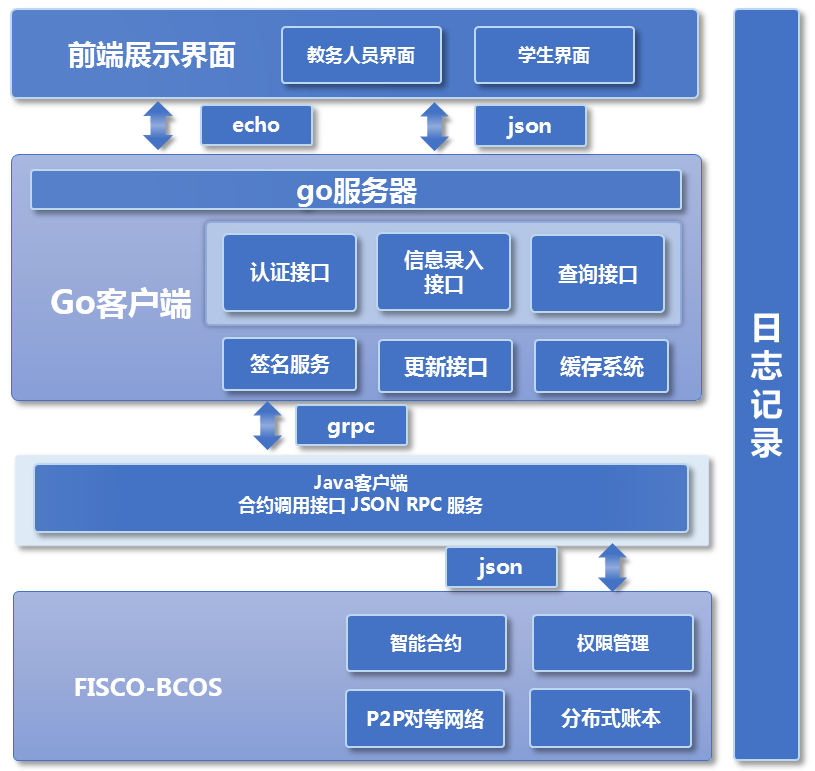 前端展示界面
教务人员界面
学生界面
echo
json
go服务器
Go客户端
认证接口
信息录入
接口
查询接口
签名服务
更新接口
缓存系统
grpc
Java客户端
合约调用接口 JSON RPC 服务
json
FISCO-BCOS
智能合约
权限管理
P2P对等网络
分布式账本
日志记录